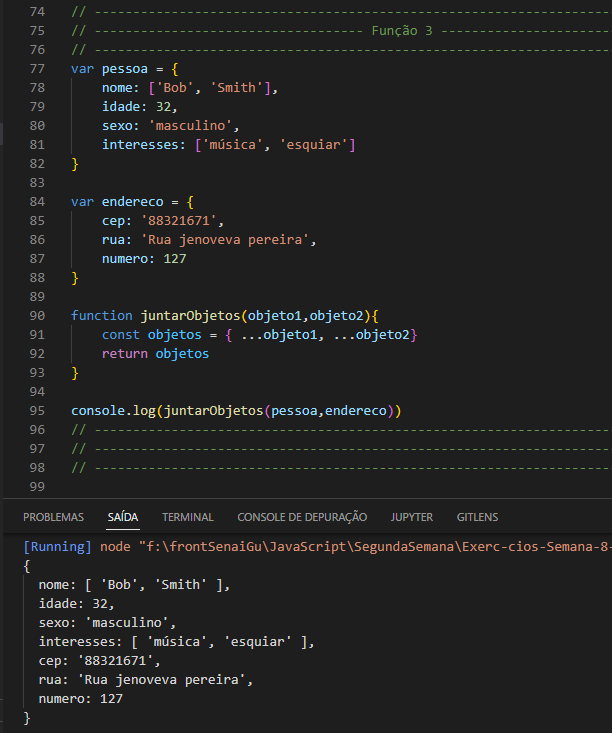 74 // -------------------------------------------------------------------
75 // ----------------------------------- Função 3 ----------------------
76 // -------------------------------------------------------------------
77 var pessoa = {
78     nome: ['Bob', 'Smith'],
79     idade: 32,
80     sexo: 'masculino',
81     interesses: ['música', 'esquiar']
82 }
83
84 var endereco = {
85     cep: '88321671',
86     rua: 'Rua jenoveva pereira',
87     numero: 127
88 }
89
90 function juntarObjetos(objeto1,objeto2){
91     const objetos = { ...objeto1, ...objeto2}
92     return objetos
93 }
94
95 console.log(juntarObjetos(pessoa,endereco))
96 // -------------------------------------------------------------------
97 // -------------------------------------------------------------------
98 // -------------------------------------------------------------------
99
PROBLEMAS SAÍDA TERMINAL CONSOLE DE DEPURAÇÃO JUPYTER GITLENS
[Running] node "f:\frontSenaiGu\JavaScript\SegundaSemana\Exerc-cios-Semana-8-
{
  nome: [ 'Bob', 'Smith' ],
  idade: 32,
  sexo: 'masculino',
  interesses: [ 'música', 'esquiar' ],
  cep: '88321671',
  rua: 'Rua jenoveva pereira',
  numero: 127
}